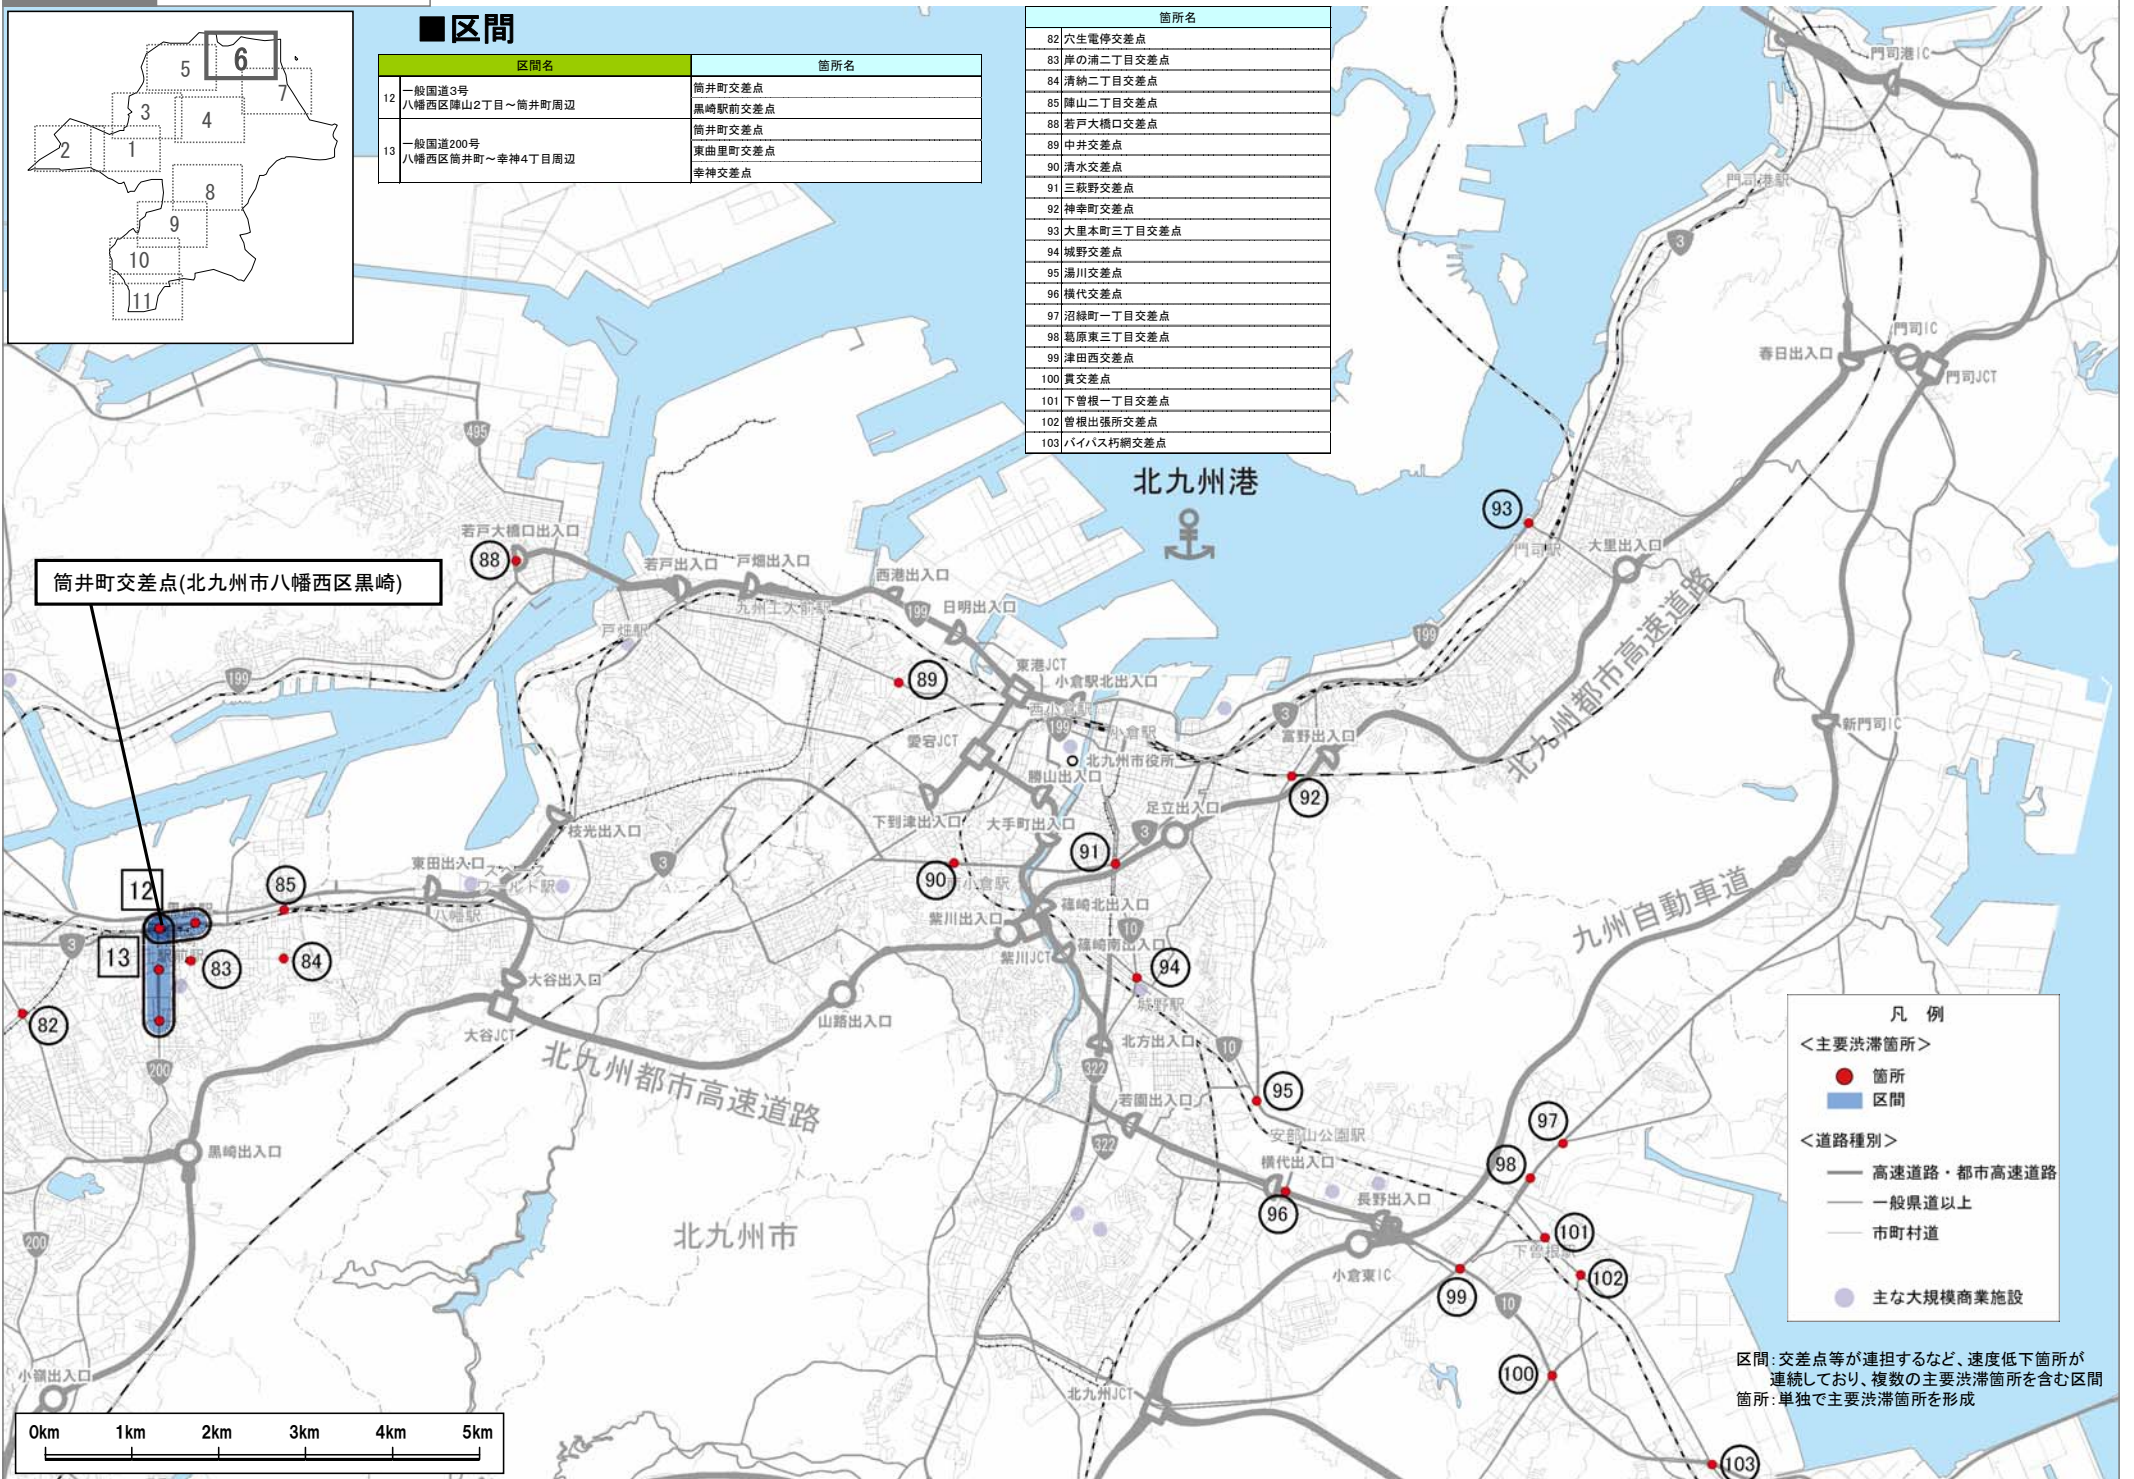 ■区間
区間名 箇所名
12 一般国道3号
八幡西区陣山2丁目～筒井町周辺
筒井町交差点
黒崎駅前交差点
13 一般国道200号
八幡西区筒井町～幸神4丁目周辺
筒井町交差点
東曲里町交差点
幸神交差点
箇所名
82 穴生電停交差点
83 岸の浦二丁目交差点
84 清納二丁目交差点
85 陣山二丁目交差点
88 若戸大橋口交差点
89 中井交差点
90 清水交差点
91 三萩野交差点
92 神幸町交差点
93 大里本町三丁目交差点
94 城野交差点
95 湯川交差点
96 横代交差点
97 沼緑町一丁目交差点
98 葛原東三丁目交差点
99 津田西交差点
100 貫交差点
101 下曽根一丁目交差点
102 曽根出張所交差点
103 バイパス朽網交差点
5
6
7
3
4
2
1
8
9
10
11
門司港IC
門司港駅
3
門司IC
春日出入口
門司JCT
495
北九州港
93
門司駅
大里出入口
若戸大橋口出入口
88
若戸出入口
戸畑出入口
西港出入口
九州工大前駅
199
日明出入口
戸畑駅
筒井町交差点(北九州市八幡西区黒崎)
199
199
89
東港JCT
小倉駅北出入口
西小倉駅
199
小倉駅
3
富野出入口
愛宕JCT
北九州市役所
勝山出入口
北九州都市高速道路
新門司IC
92
足立出入口
下到津出入口
大手町出入口
3
91
枝光出入口
3
東田出入口
スペース
ワールド駅
八幡駅
90
南小倉駅
12
85
黒崎駅
3
13
83
84
82
紫川出入口
篠崎北出入口
10
篠崎南出入口
紫川JCT
94
城野駅
九州自動車道
大谷出入口
大谷JCT
山路出入口
北九州都市高速道路
200
北方出入口
10
322
若園出入口
95
322
安部山公園駅
横代出入口
長野出入口
96
97
98
黒崎出入口
200
北九州市
小倉東IC
101
下曽根駅
102
99
10
100
103
小嶺出入口
北九州JCT
凡 例
＜主要渋滞箇所＞
箇所
区間
＜道路種別＞
高速道路・都市高速道路
一般県道以上
市町村道
主な大規模商業施設
区間:交差点等が連担するなど、速度低下箇所が
連続しており、複数の主要渋滞箇所を含む区間
箇所:単独で主要渋滞箇所を形成
0km 1km 2km 3km 4km 5km